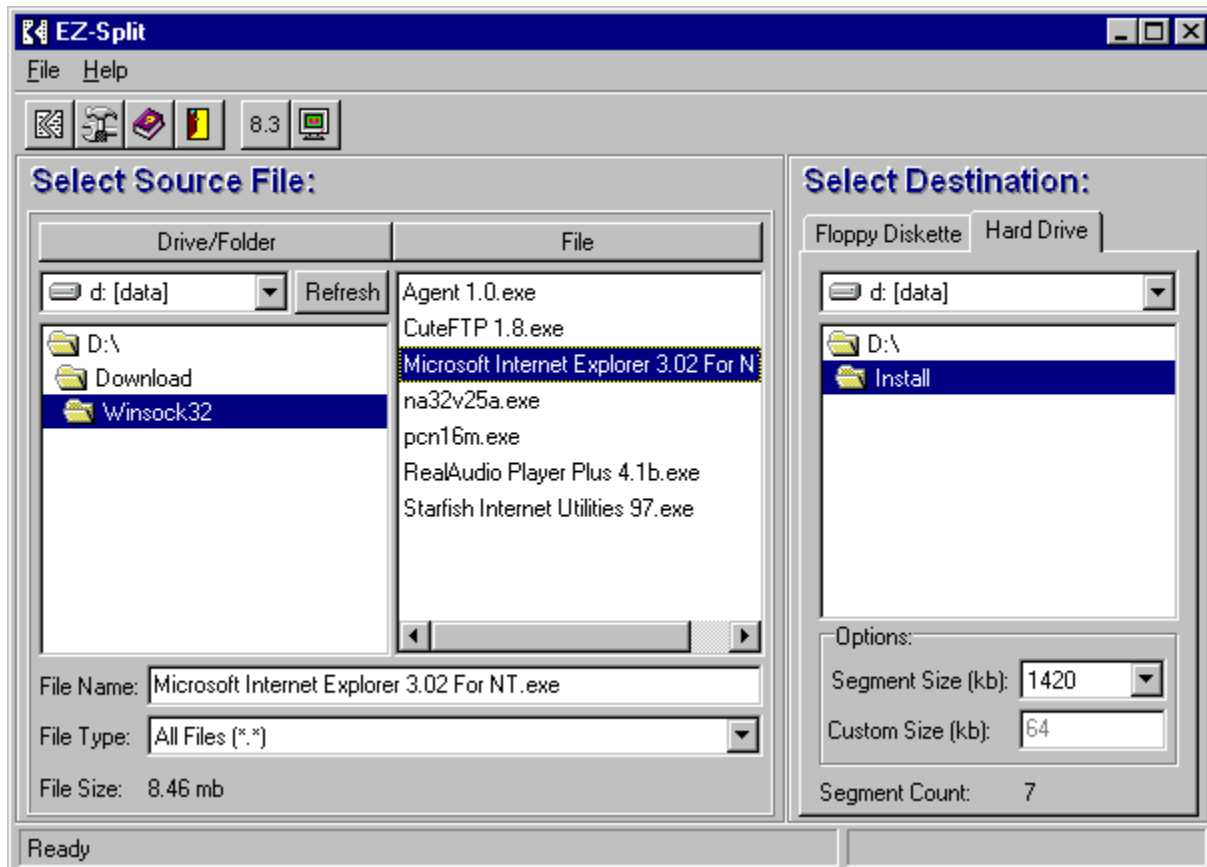 EZ-Split
File Help
8.3
Select Source File:
Drive/Folder File
d: [data] Refresh
D:\
Download
Winsock32
Agent 1.0.exe
CuteFTP 1.8.exe
Microsoft Internet Explorer 3.02 For N
na32v25a.exe
pcn16m.exe
RealAudio Player Plus 4.1b.exe
Starfish Internet Utilities 97.exe
File Name: Microsoft Internet Explorer 3.02 For NT.exe
File Type: All Files (*.*)
File Size: 8.46 mb
Select Destination:
Floppy Diskette Hard Drive
d: [data]
D:\
Install
Options:
Segment Size (kb): 1420
Custom Size (kb): 64
Segment Count: 7
Ready